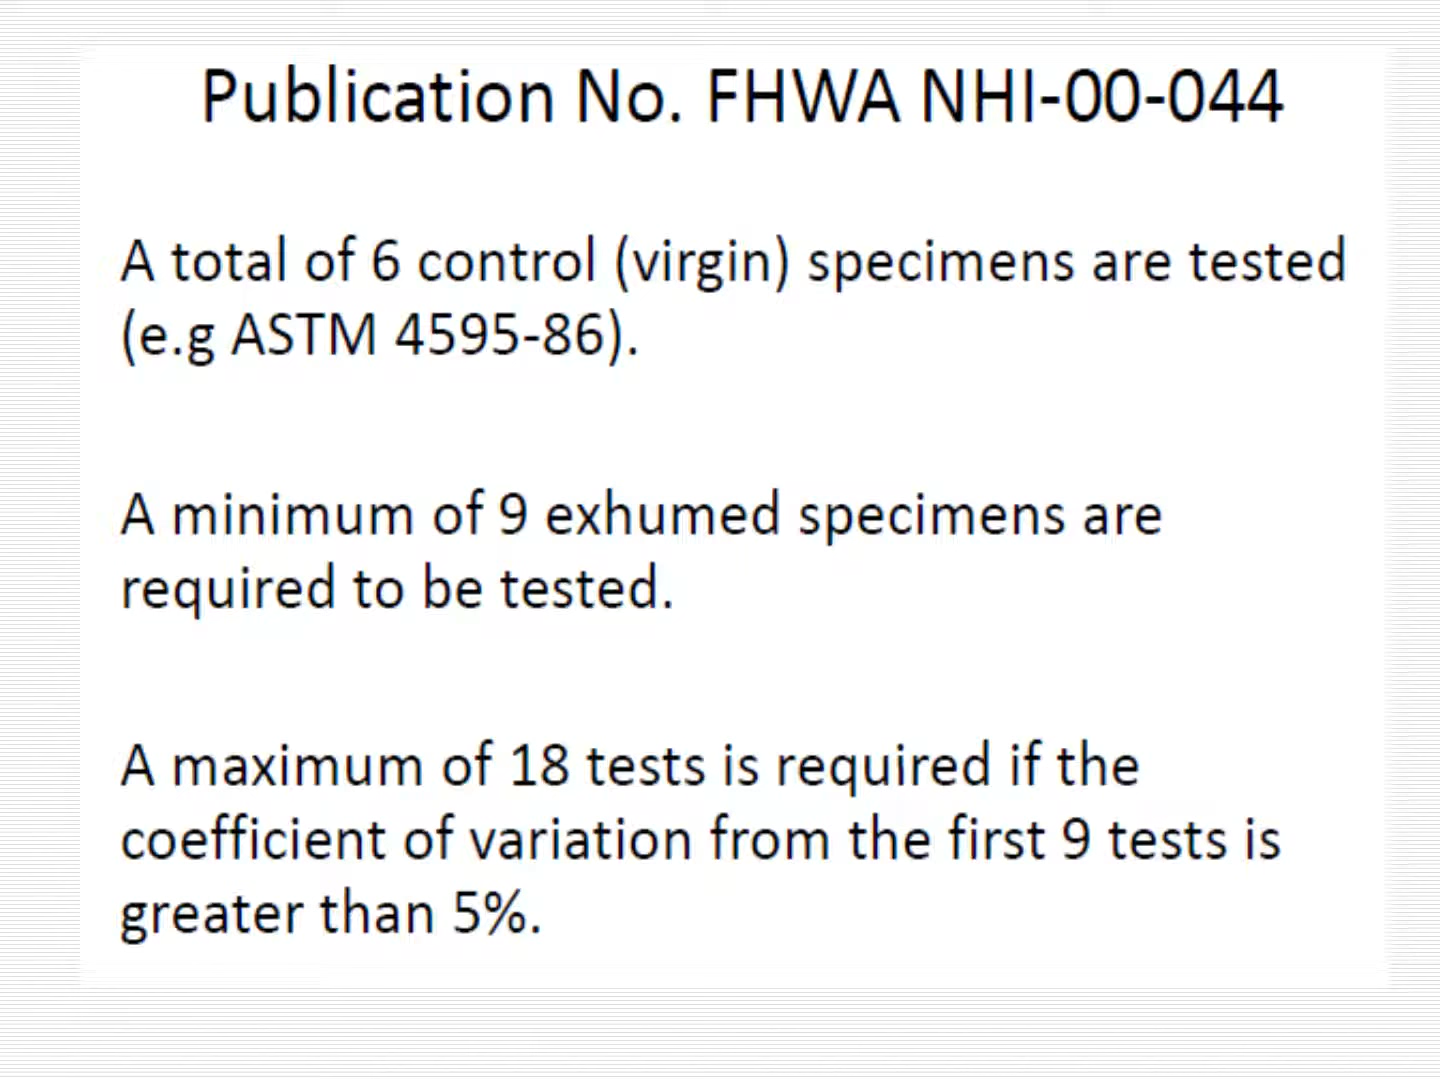 Publication No. FHWA NHI-00-044
A total of 6 control (virgin) specimens are tested
(e.g ASTM 4595-86).
A minimum of 9 exhumed specimens are
required to be tested.
A maximum of 18 tests is required if the
coefficient of variation from the first 9 tests is
greater than 5%.